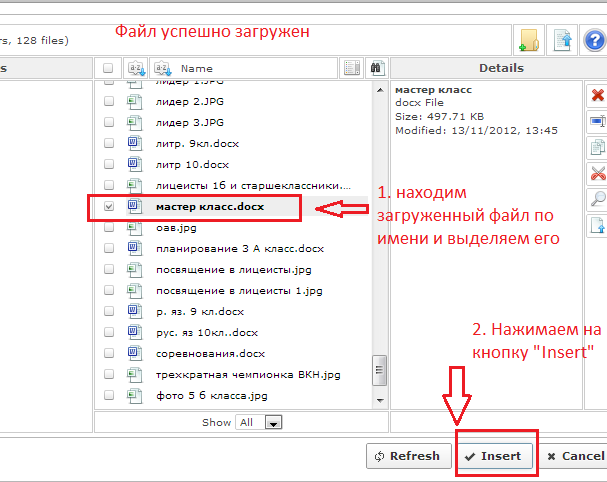 Файл успешно загружен
rs, 128 files)
s
Name
Details
лидер 1.JPG
лидер 2.JPG
лидер 3.JPG
литр. 9кл.docx
литр 10.docx
лицеисты 16 и старшеклассники....
мастер класс.docx
оав.jpg
планирование 3 А класс.docx
посвящение в лицеисты.jpg
посвящение в лицеисты 1.jpg
р. яз. 9 кл.docx
рус. яз 10кл..docx
соревнования.docx
трехкратная чемпионка ВКН.jpg
фото 5 б класса.jpg
мастер класс
docx File
Size: 497.71 KB
Modified: 13/11/2012, 13:45
1. находим
загруженный файл по
имени и выделяем его
2. Нажимаем на
кнопку "Insert"
Show All
Refresh
Insert
Cancel